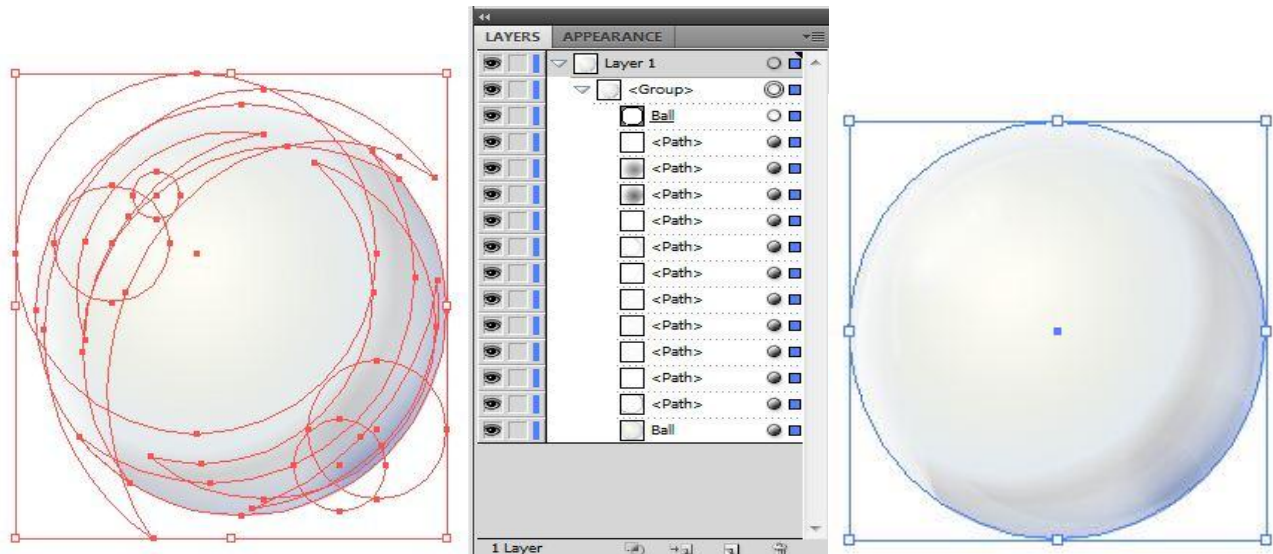 LAYERS APPEARANCE
Layer 1
<Group>
Ball
<Path>
<Path>
<Path>
<Path>
<Path>
<Path>
<Path>
<Path>
<Path>
<Path>
<Path>
Ball
1 Layer